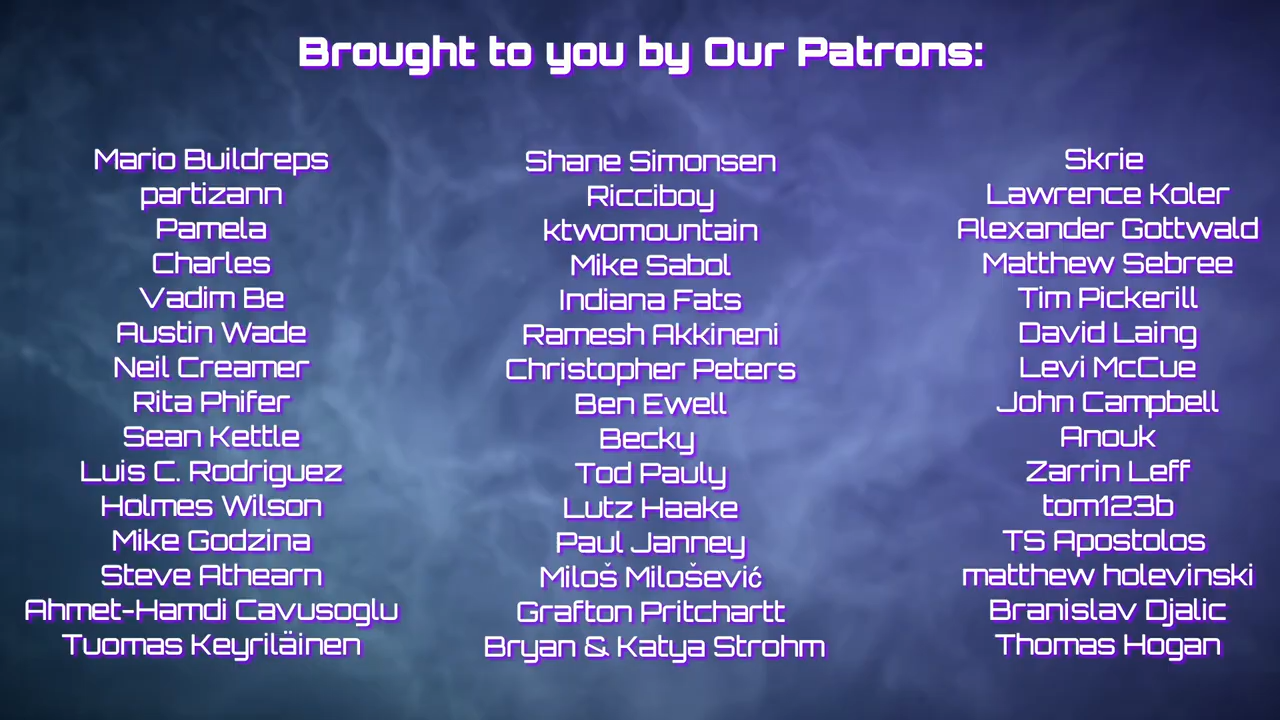 Brought to you by Our Patrons:
Mario Buildreps
partizann
Pamela
Charles
Vadim Be
Austin Wade
Neil Creamer
Rita Phifer
Sean Kettle
Luis C. Rodriguez
Holmes Wilson
Mike Godzina
Steve Athearn
Ahmet-Hamdi Cavusoglu
Tuomas Keyriläinen
Shane Simonsen
Ricciboy
ktwomountain
Mike Sabol
Indiana Fats
Ramesh Akkineni
Christopher Peters
Ben Ewell
Becky
Tod Pauly
Lutz Haake
Paul Janney
Miloš Milošević
Grafton Pritchartt
Bryan & Katya Strohm
Skrie
Lawrence Koler
Alexander Gottwald
Matthew Sebree
Tim Pickerill
David Laing
Levi McCue
John Campbell
Anouk
Zarrin Leff
tom123b
TS Apostolos
matthew holevinski
Branislav Djalic
Thomas Hogan